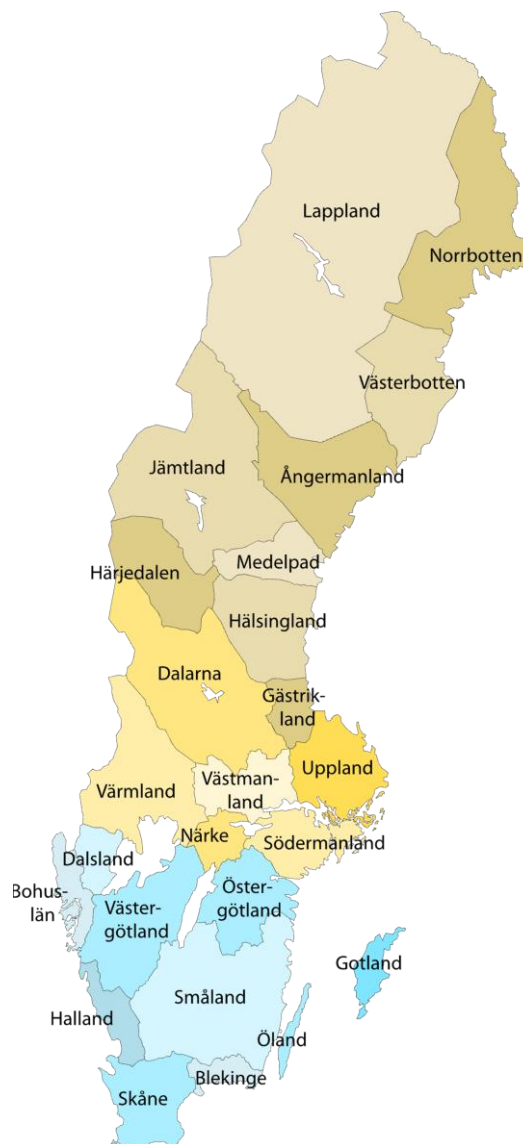 Lappland
Norrbotten
Västerbotten
Jämtland
Ångermanland
Medelpad
Härjedalen
Hälsingland
Dalarna
Gästrik-
land
Uppland
Västman-
land
Värmland
Närke
Södermanland
Dalsland
Bohus-
län
Väster-
götland
Öster-
götland
Gotland
Småland
Halland
Öland
Blekinge
Skåne